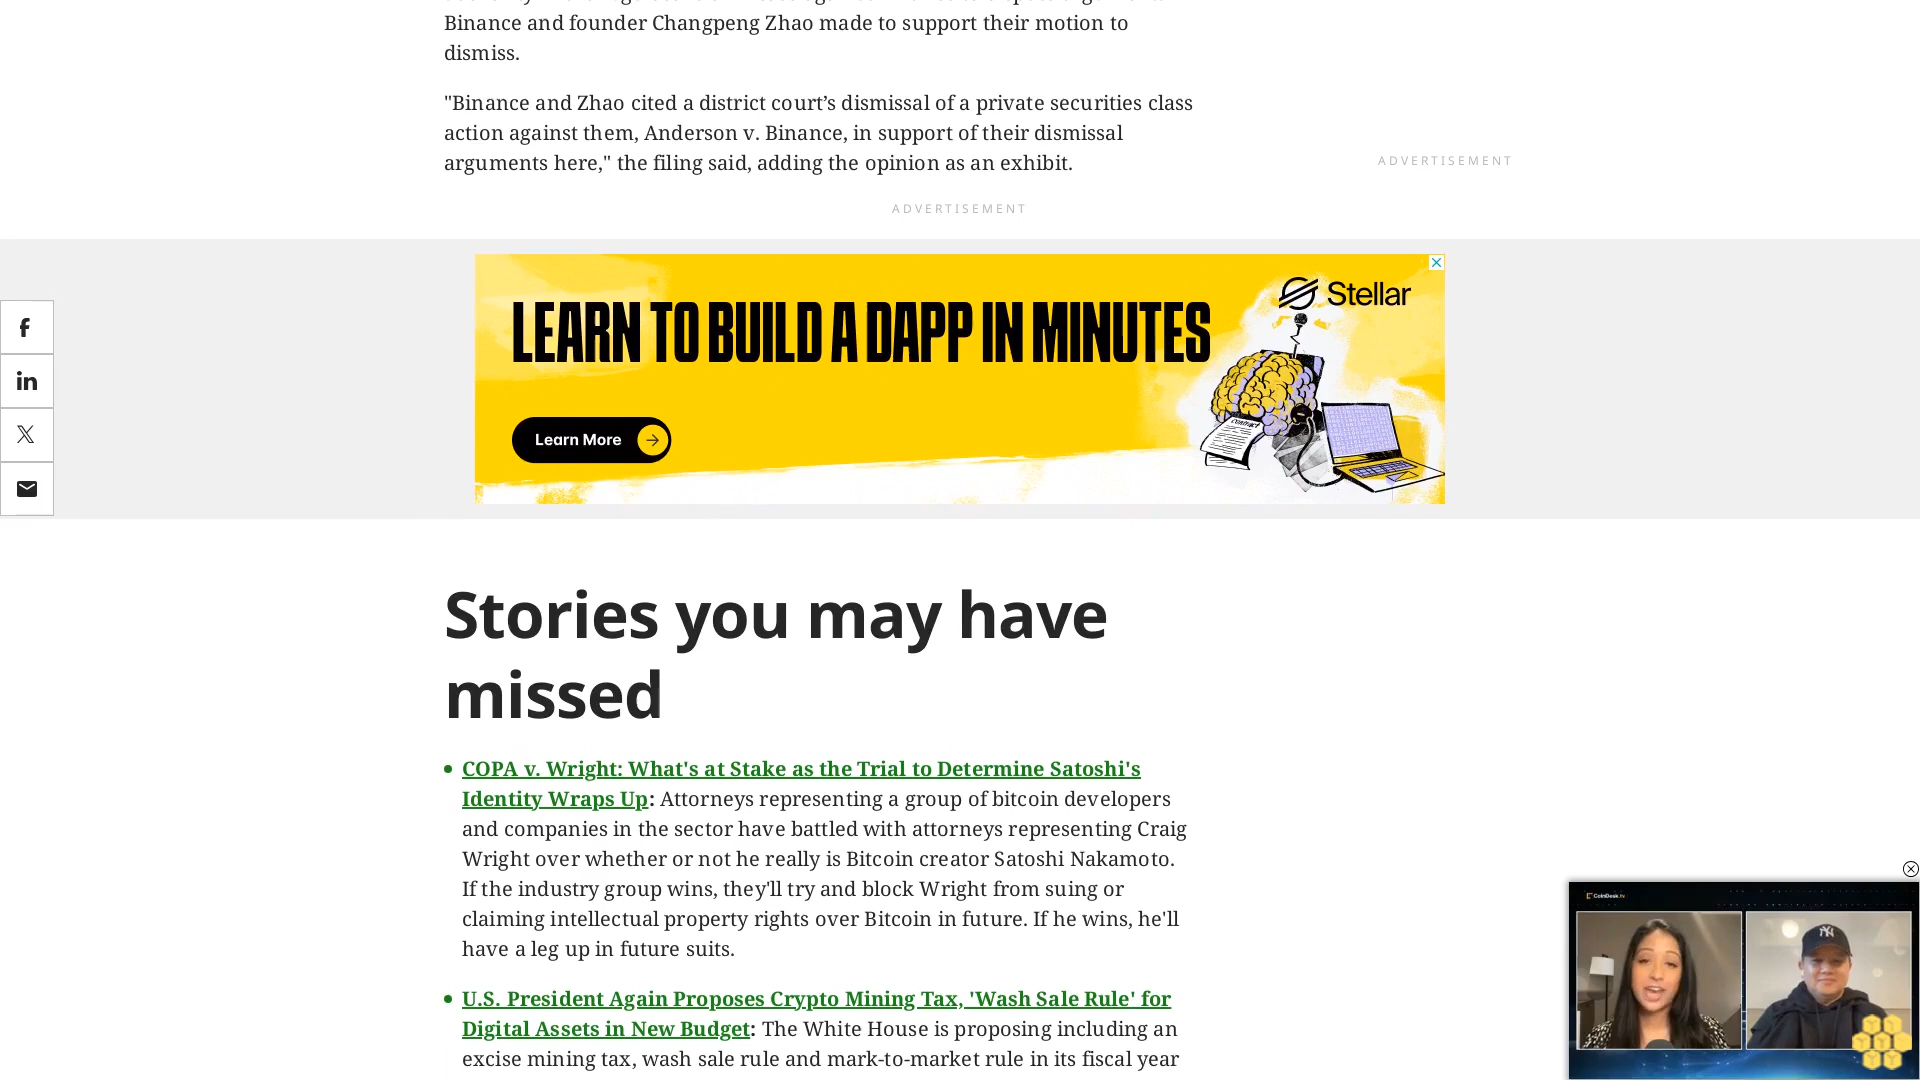 Binance and founder Changpeng Zhao made to support their motion to
dismiss.
"Binance and Zhao cited a district court’s dismissal of a private securities class
action against them, Anderson v. Binance, in support of their dismissal
arguments here," the filing said, adding the opinion as an exhibit.
ADVERTISEMENT
ADVERTISEMENT
LEARN TO BUILD A DAPP IN MINUTES
Stellar
Learn More
CONTRACT
Stories you may have
missed
COPA v. Wright: What's at Stake as the Trial to Determine Satoshi's
Identity Wraps Up: Attorneys representing a group of bitcoin developers
and companies in the sector have battled with attorneys representing Craig
Wright over whether or not he really is Bitcoin creator Satoshi Nakamoto.
If the industry group wins, they'll try and block Wright from suing or
claiming intellectual property rights over Bitcoin in future. If he wins, he'll
have a leg up in future suits.
U.S. President Again Proposes Crypto Mining Tax, 'Wash Sale Rule' for
Digital Assets in New Budget: The White House is proposing including an
excise mining tax, wash sale rule and mark-to-market rule in its fiscal year
CoinDesk.tv
NY